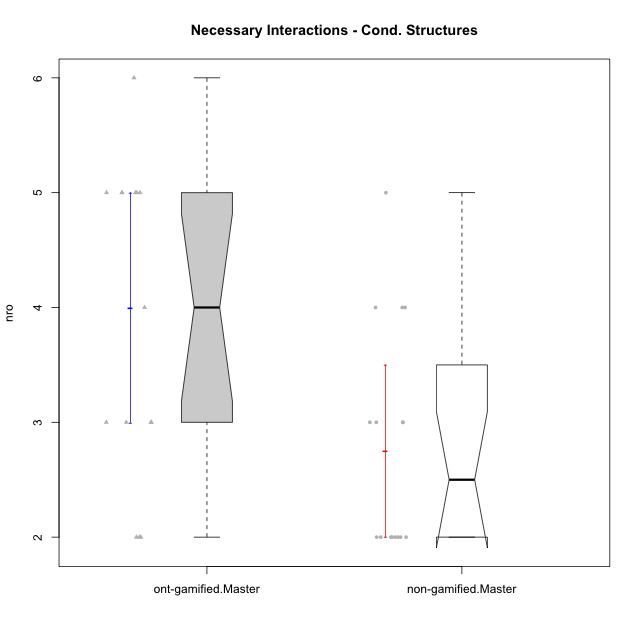 Necessary Interactions - Cond. Structures
6
5
4
3
2
nro
ont-gamified.Master
non-gamified.Master